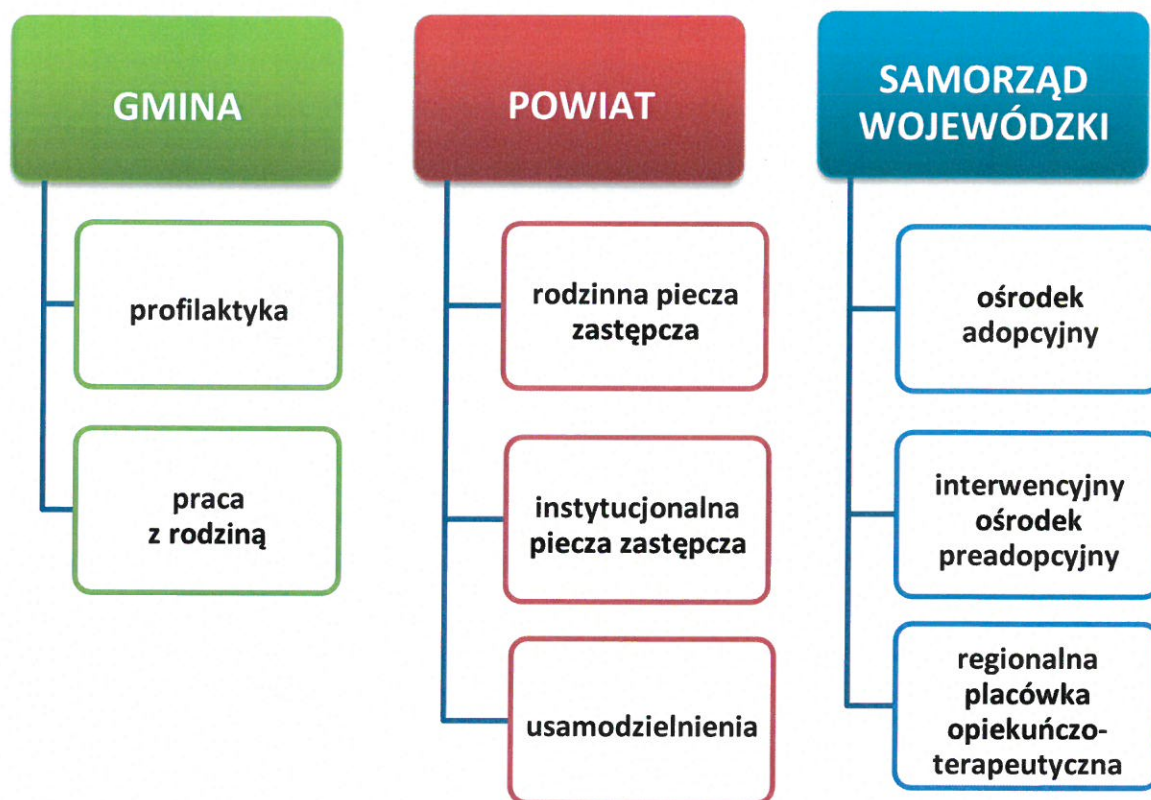 GMINA
profilaktyka
praca
z rodziną
POWIAT
rodzinna piecza
zastępcza
instytucjonalna
piecza zastępcza
usamodzielnienia
SAMORZĄD
WOJEWÓDZKI
ośrodek
adopcyjny
interwencyjny
ośrodek
preadopcyjny
regionalna
placówka
opiekuńczo-
terapeutyczna